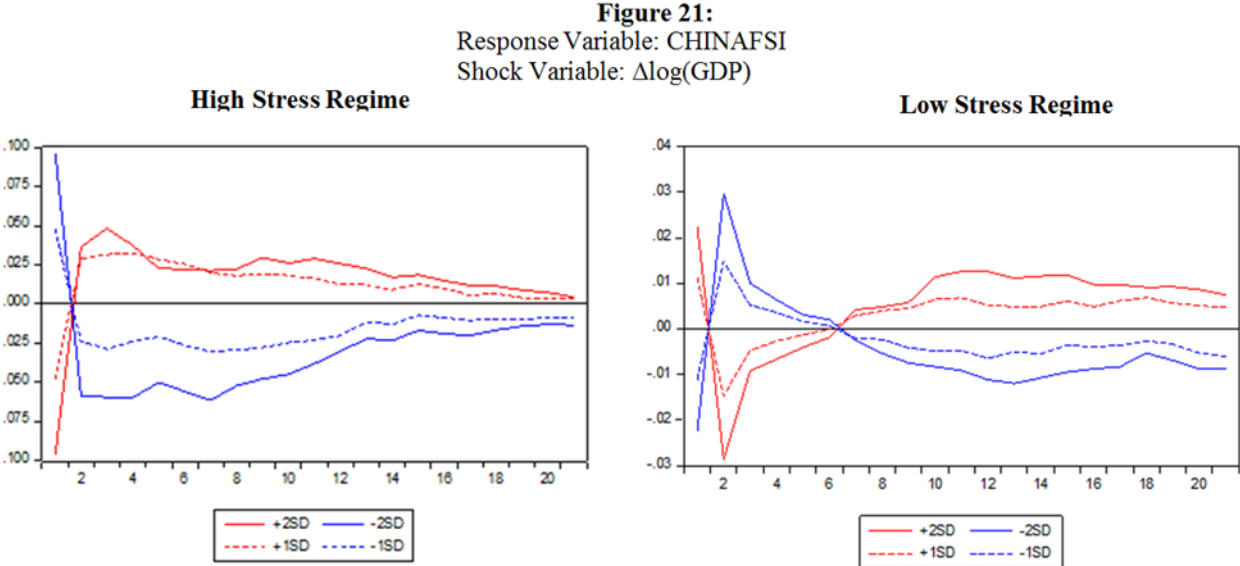 Figure 21:
Response Variable: CHINAFSI
Shock Variable: Δlog(GDP)
High Stress Regime
Low Stress Regime
.100
.075
.050
.025
.000
.025
.050
.075
.100
2 4 6 8 10 12 14 16 18 20
+2SD -2SD
+1SD -1SD
.04
.03
.02
.01
.00
-.01
-.02
-.03
2 4 6 8 10 12 14 16 18 20
+2SD -2SD
+1SD -1SD